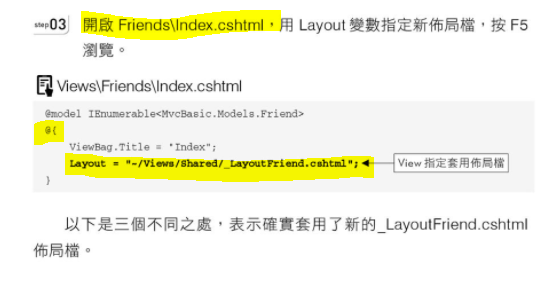 step03 開啟 Friends\Index.cshtml，用 Layout 變數指定新佈局檔，按 F5
瀏覽。
Views\Friends\Index.cshtml
@model IEnumerable<MvcBasic.Models.Friend>
@{
ViewBag.Title = "Index";
Layout = "~/Views/Shared/_LayoutFriend.cshtml"; View 指定套用佈局檔
}
以下是三個不同之處，表示確實套用了新的_LayoutFriend.cshtml
佈局檔。